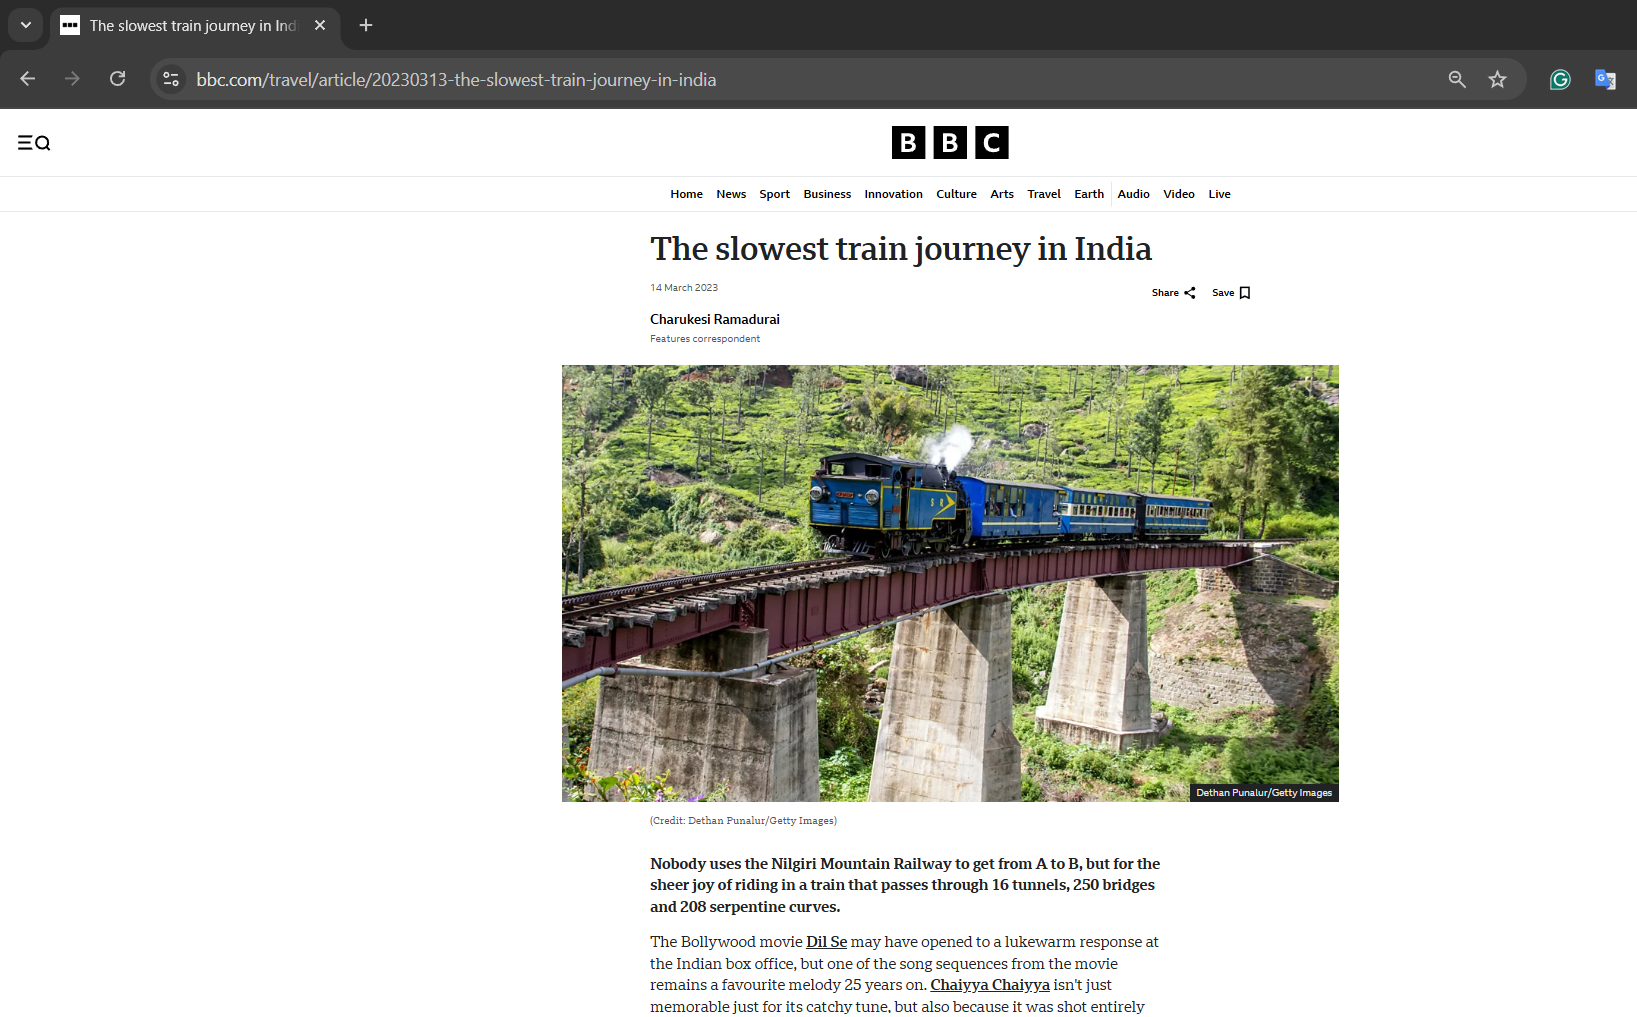 The slowest train journey in Ind
bbc.com/travel/article/20230313-the-slowest-train-journey-in-india
BBC
Home News Sport Business Innovation Culture Arts Travel Earth Audio Video Live
The slowest train journey in India
14 March 2023
Share Save
Charukesi Ramadurai
Features correspondent
S R
Dethan Punalur/Getty Images
(Credit: Dethan Punalur/Getty Images)
Nobody uses the Nilgiri Mountain Railway to get from A to B, but for the
sheer joy of riding in a train that passes through 16 tunnels, 250 bridges
and 208 serpentine curves.
The Bollywood movie Dil Se may have opened to a lukewarm response at
the Indian box office, but one of the song sequences from the movie
remains a favourite melody 25 years on. Chaiyya Chaiyya isn't just
memorable just for its catchy tune, but also because it was shot entirely